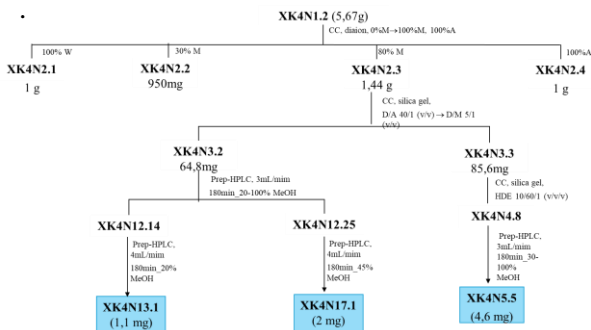 XK4N1.2 (5,67g)
CC, diaion, 0%M→100%M, 100%A
100% W
30% M
80% M
100%A
XK4N2.1
1 g
XK4N2.2
950mg
XK4N2.3
1,44 g
XK4N2.4
1 g
CC, silica gel,
D/A 40/1 (v/v) → D/M 5/1
(v/v)
XK4N3.2
64,8mg
XK4N3.3
85,6mg
Prep-HPLC, 3mL/mim
180min_20-100% MeOH
CC, silica gel,
HDE 10/60/1 (v/v/v)
XK4N12.14
XK4N12.25
XK4N4.8
Prep-HPLC,
4mL/mim
180min_20%
MeOH
Prep-HPLC,
4mL/mim
180min_45%
MeOH
Prep-HPLC,
3mL/mim
180min_30-
100%
MeOH
XK4N13.1
(1,1 mg)
XK4N17.1
(2 mg)
XK4N5.5
(4,6 mg)